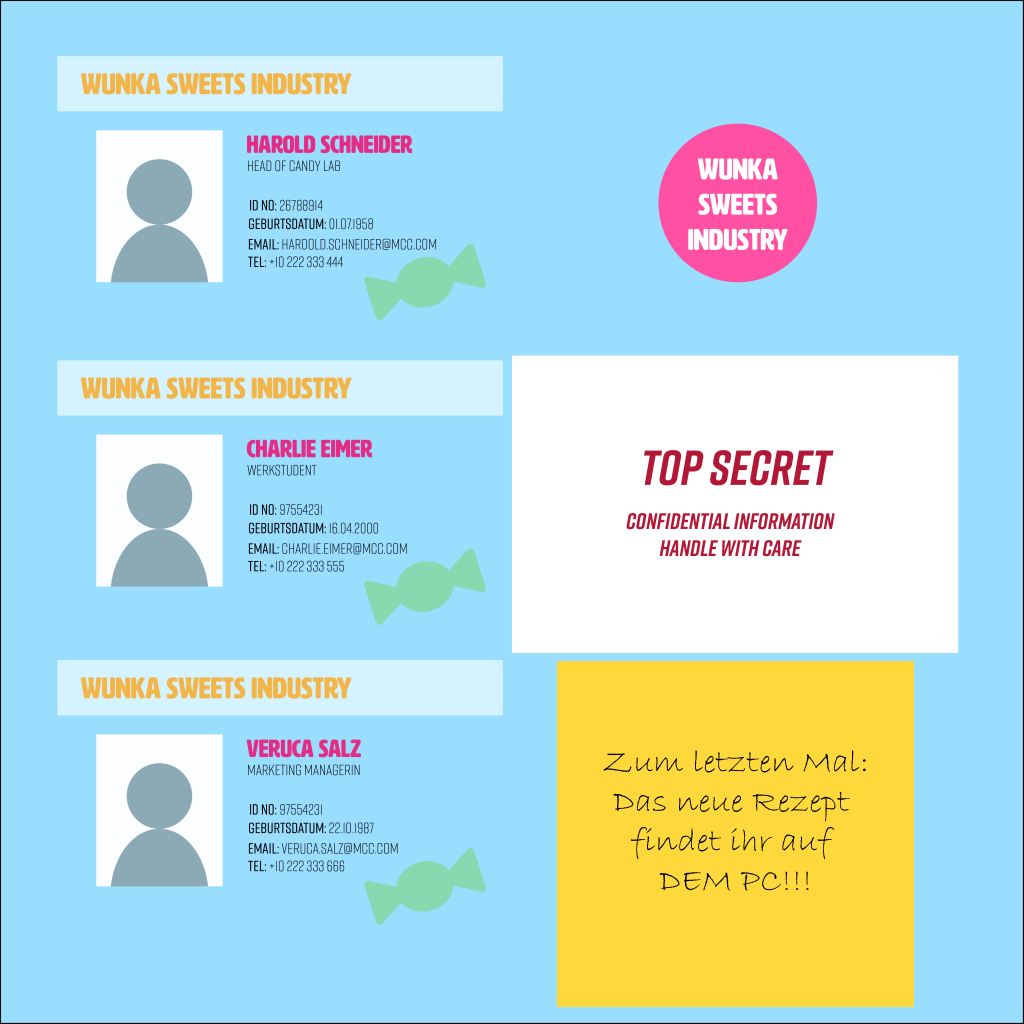 WUNKA SWEETS INDUSTRY
HAROLD SCHNEIDER
HEAD OF CANDY LAB
ID NO: 26788914
GEBURTSDATUM: 01.07.1958
EMAIL: HARDOLD.SCHNEIDER@MCC.COM
TEL: +10 222 333 444
WUNKA
SWEETS
INDUSTRY
WUNKA SWEETS INDUSTRY
CHARLIE EIMER
WERKSTUDENT
ID NO: 97554231
GEBURTSDATUM: 16.04.2000
EMAIL: CHARLIE.EIMER@MCC.COM
TEL: +10 222 333 555
TOP SECRET
CONFIDENTIAL INFORMATION
HANDLE WITH CARE
WUNKA SWEETS INDUSTRY
VERUCA SALZ
MARKETING MANAGERIN
ID NO: 97554231
GEBURTSDATUM: 22.10.1987
EMAIL: VERUCA.SALZ@MCC.COM
TEL: +10 222 333 666
Zum letzten Mal:
Das neue Rezept
findet ihr auf
DEM PC!!!